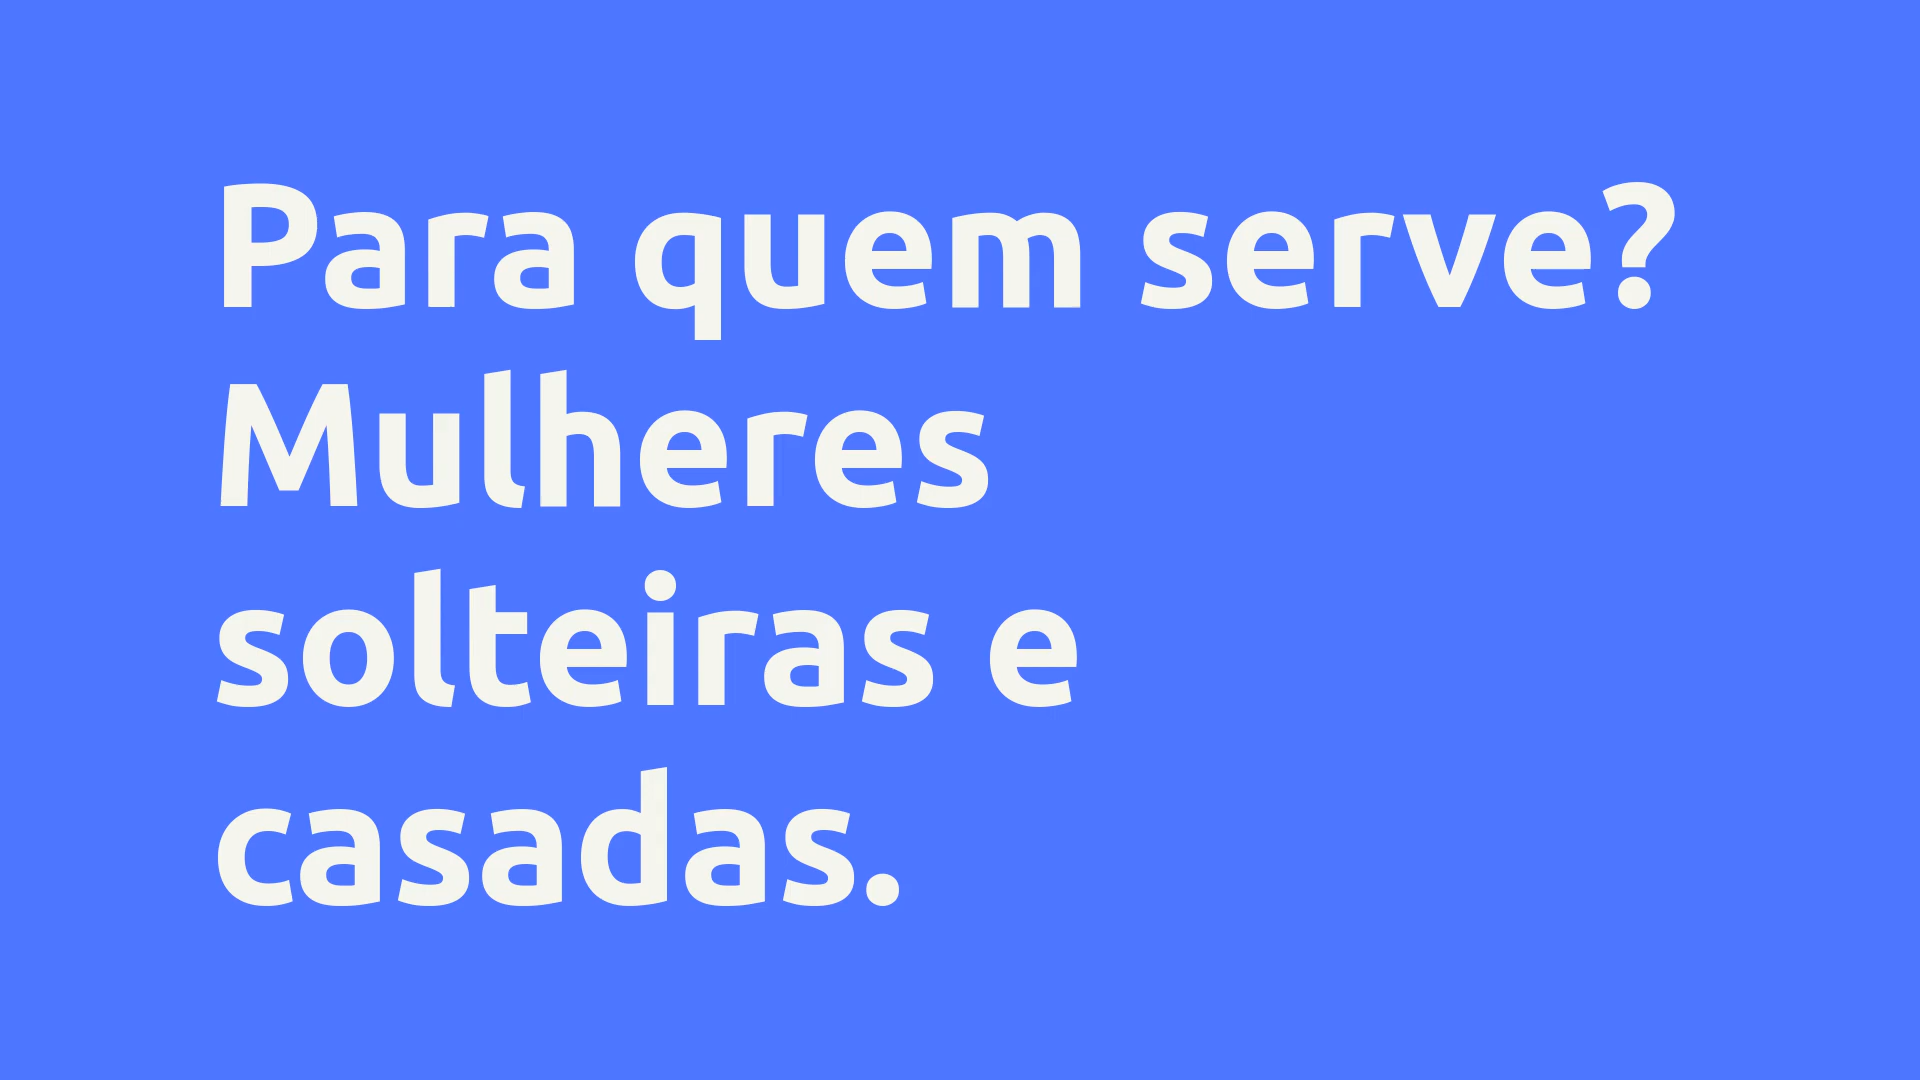 Para quem serve?
Mulheres
solteiras e
casadas.